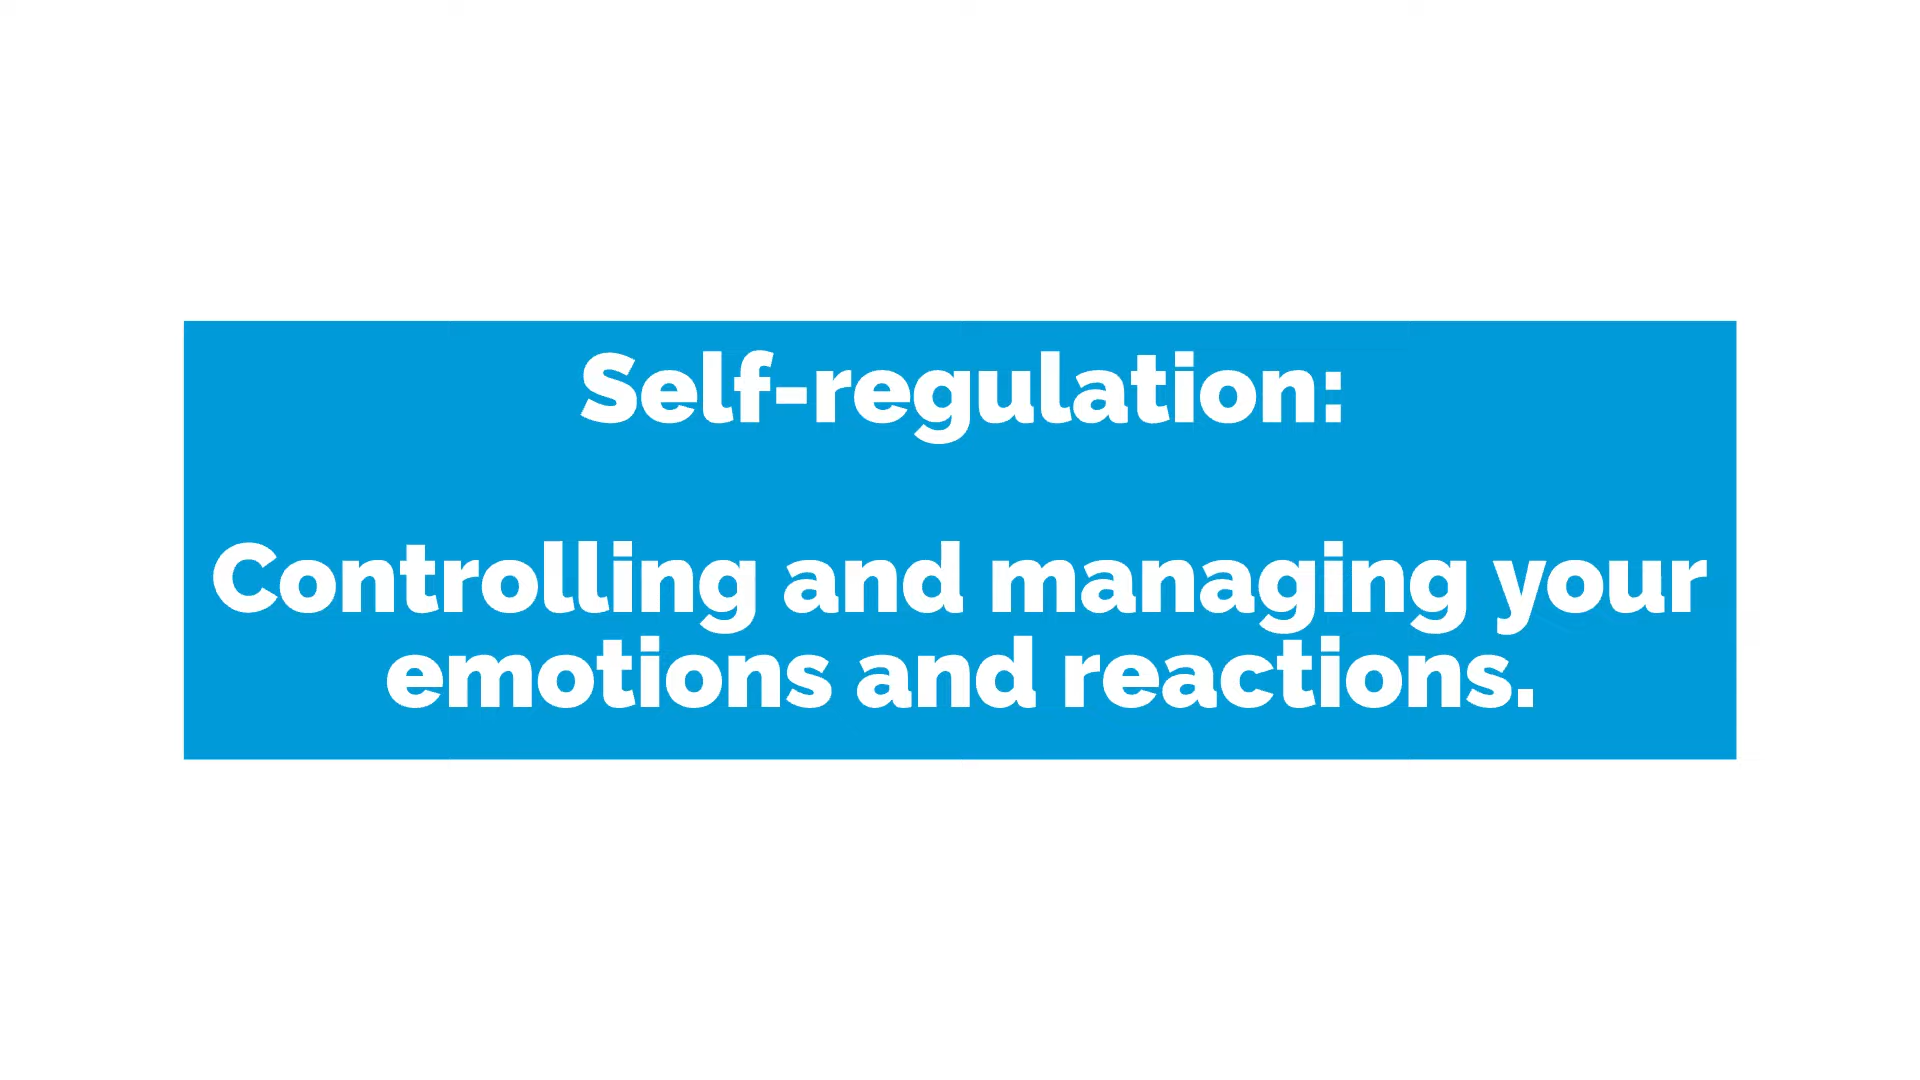 Self-regulation:
Controlling and managing your
emotions and reactions.